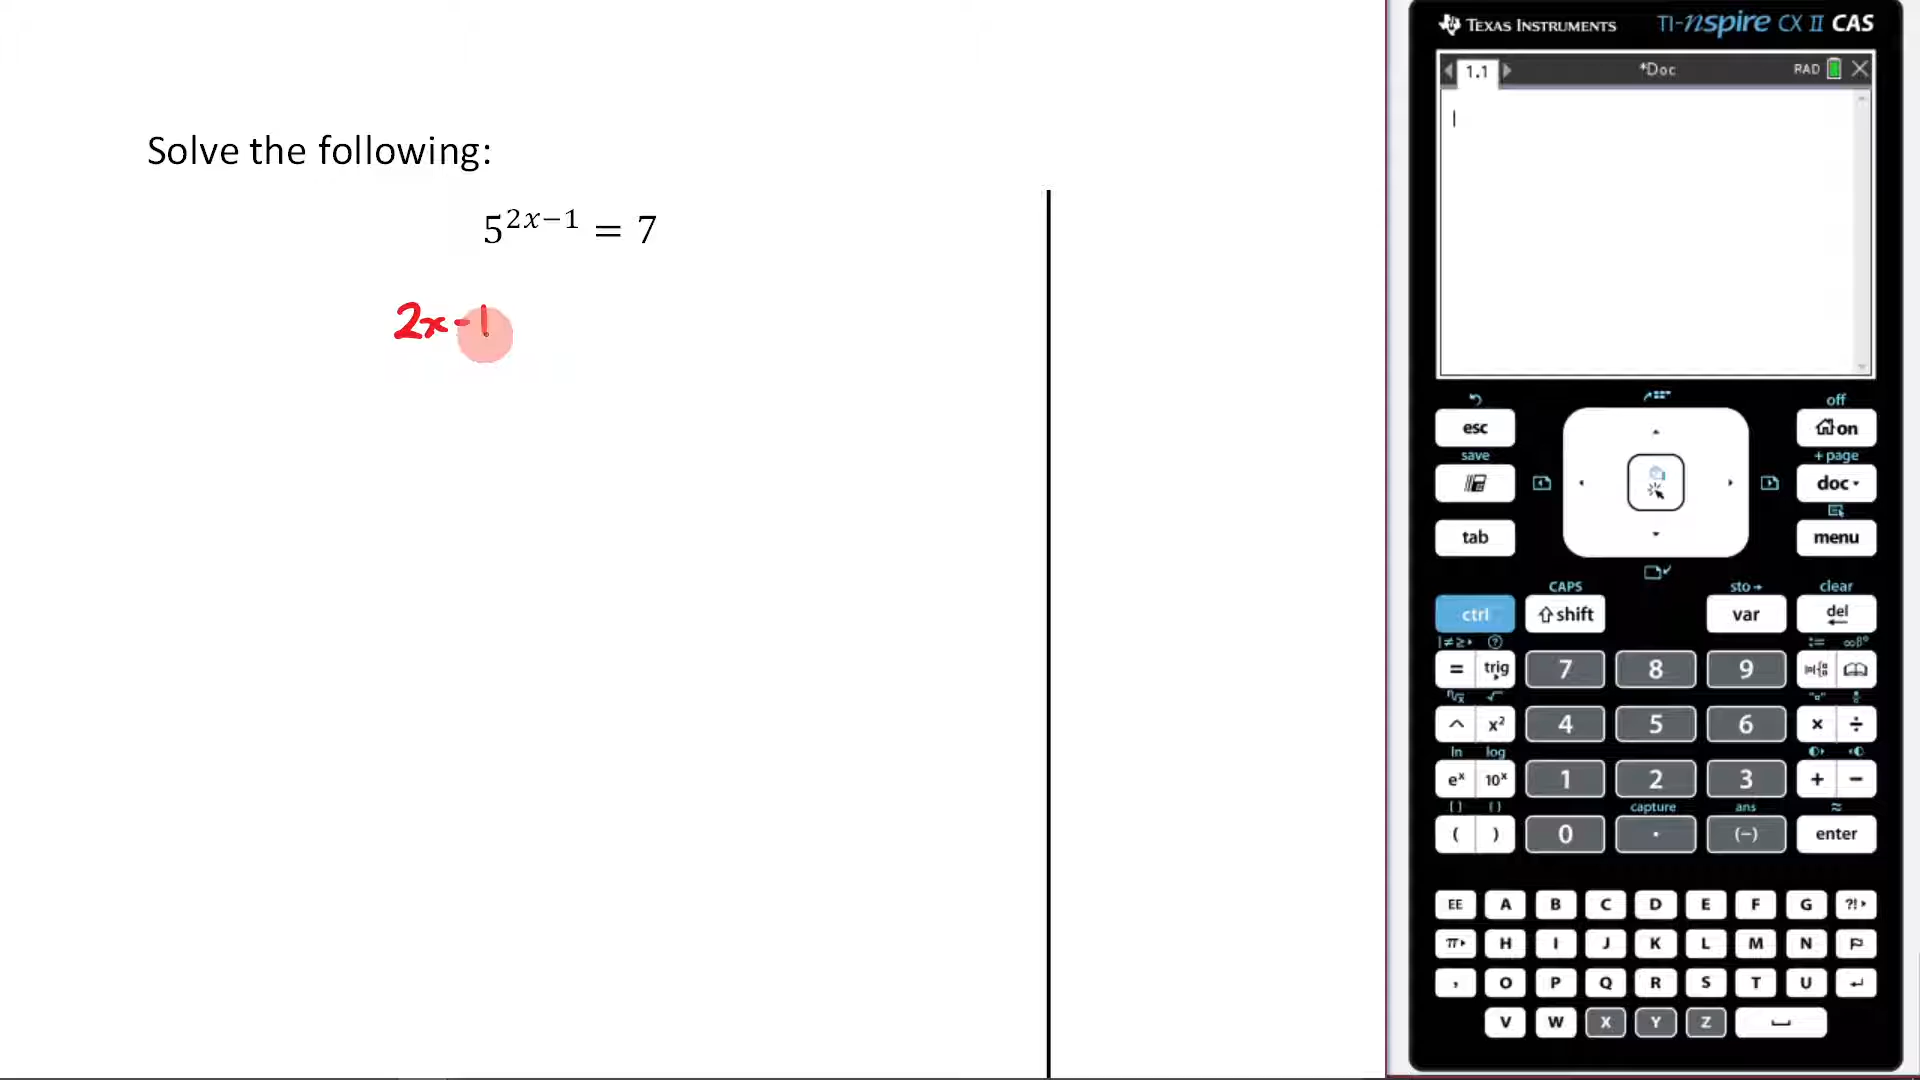 Solve the following:
5^{2x−1} = 7
2x-1
TEXAS INSTRUMENTS TI-nspire CX II CAS
1.1 *Doc RAD
off
esc on
save + page
doc
tab menu
CAPS sto→ clear
ctrl shift var del
|≠≥▸ ? := ∞β°
= trig 7 8 9
ⁿ√x √
^ x² 4 5 6 × ÷
ln log
eˣ 10ˣ 1 2 3 + −
[ ] { } capture ans ≈
( ) 0 . (−) enter
EE A B C D E F G ?!▸
π▸ H I J K L M N
, O P Q R S T U
V W X Y Z